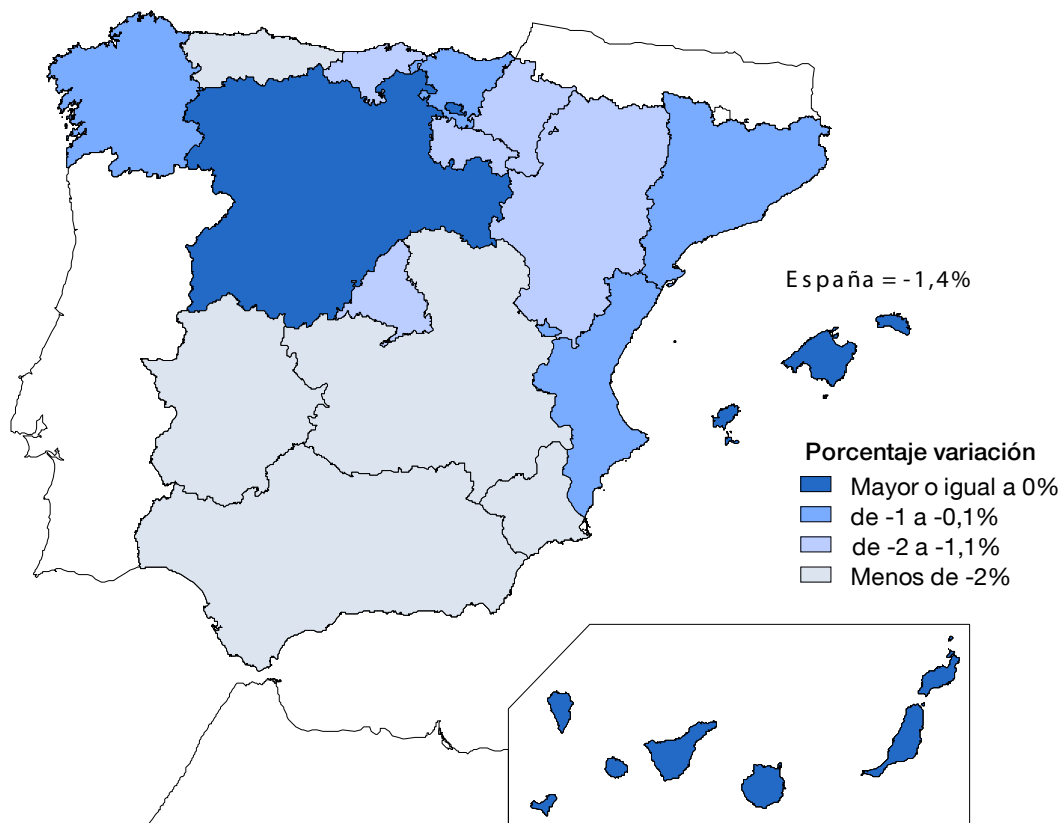 España = -1,4%
Porcentaje variación
Mayor o igual a 0%
de -1 a -0,1%
de -2 a -1,1%
Menos de -2%